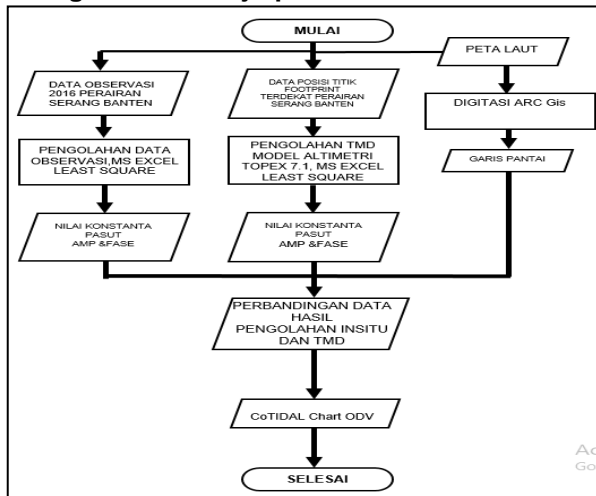 MULAI
PETA LAUT
DATA OBSERVASI
2016 PERAIRAN
SERANG BANTEN
DATA POSISI TITIK
FOOTPRINT
TERDEKAT PERAIRAN
SERANG BANTEN
DIGITASI ARC Gis
PENGOLAHAN DATA
OBSERVASI,MS EXCEL
LEAST SQUARE
PENGOLAHAN TMD
MODEL ALTIMETRI
TOPEX 7.1, MS EXCEL
LEAST SQUARE
GARIS PANTAI
NILAI KONSTANTA
PASUT
AMP &FASE
NILAI KONSTANTA
PASUT
AMP &FASE
PERBANDINGAN DATA
HASIL
PENGOLAHAN INSITU
DAN TMD
CoTIDAL Chart ODV
SELESAI